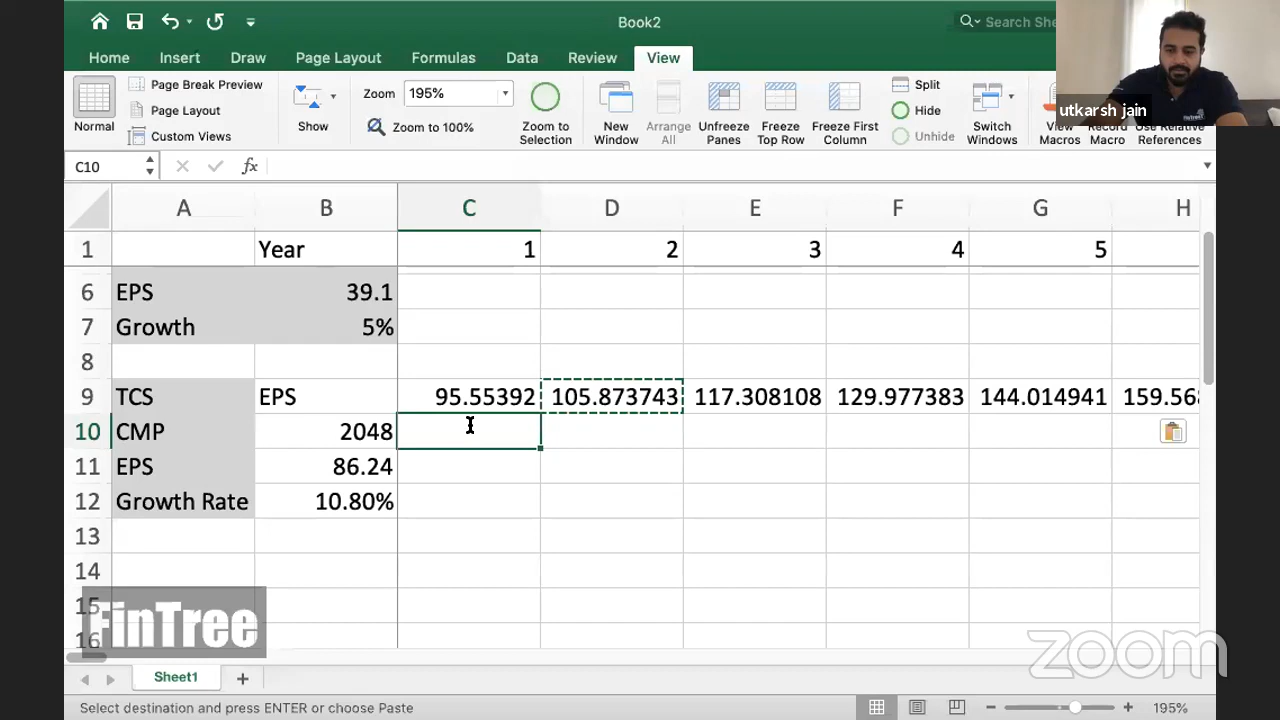 Book2
Search She
Home Insert Draw Page Layout Formulas Data Review View
Normal
Page Break Preview
Page Layout
Custom Views
Show
Zoom 195%
Zoom to 100%
Zoom to Selection
New Window
Arrange All
Unfreeze Panes
Freeze Top Row
Freeze First Column
Split
Hide
Unhide
Switch Windows
View Macros
Record Macro
Use Relative References
utkarsh jain
C10 fx
A B C D E F G H
1 Year 1 2 3 4 5
6 EPS 39.1
7 Growth 5%
8
9 TCS EPS 95.55392 105.873743 117.308108 129.977383 144.014941 159.568
10 CMP 2048
11 EPS 86.24
12 Growth Rate 10.80%
13
14
15
16
FinTree
zoom
Sheet1 +
Select destination and press ENTER or choose Paste
195%